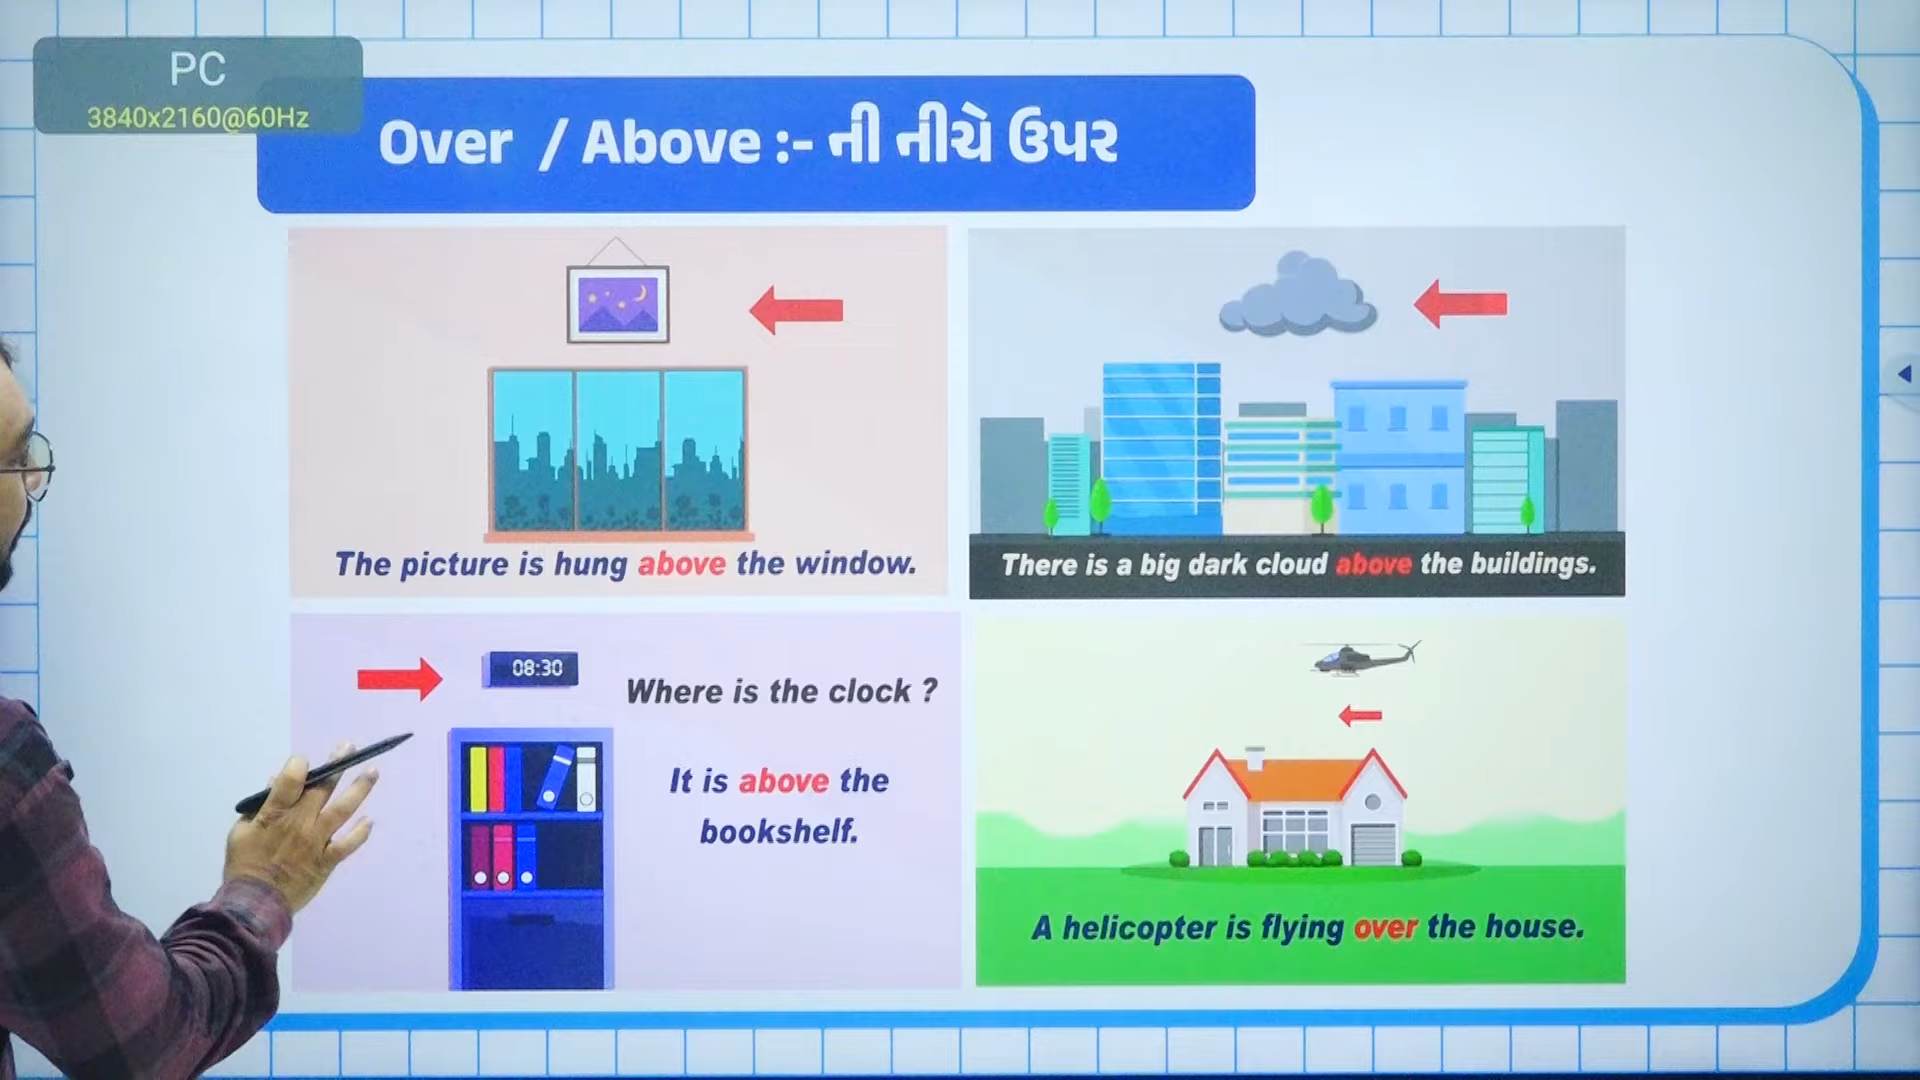 PC
3840x2160@60Hz
Over / Above :- ની નીચે ઉપર
The picture is hung above the window.
There is a big dark cloud above the buildings.
08:30
Where is the clock ?
It is above the
bookshelf.
A helicopter is flying over the house.